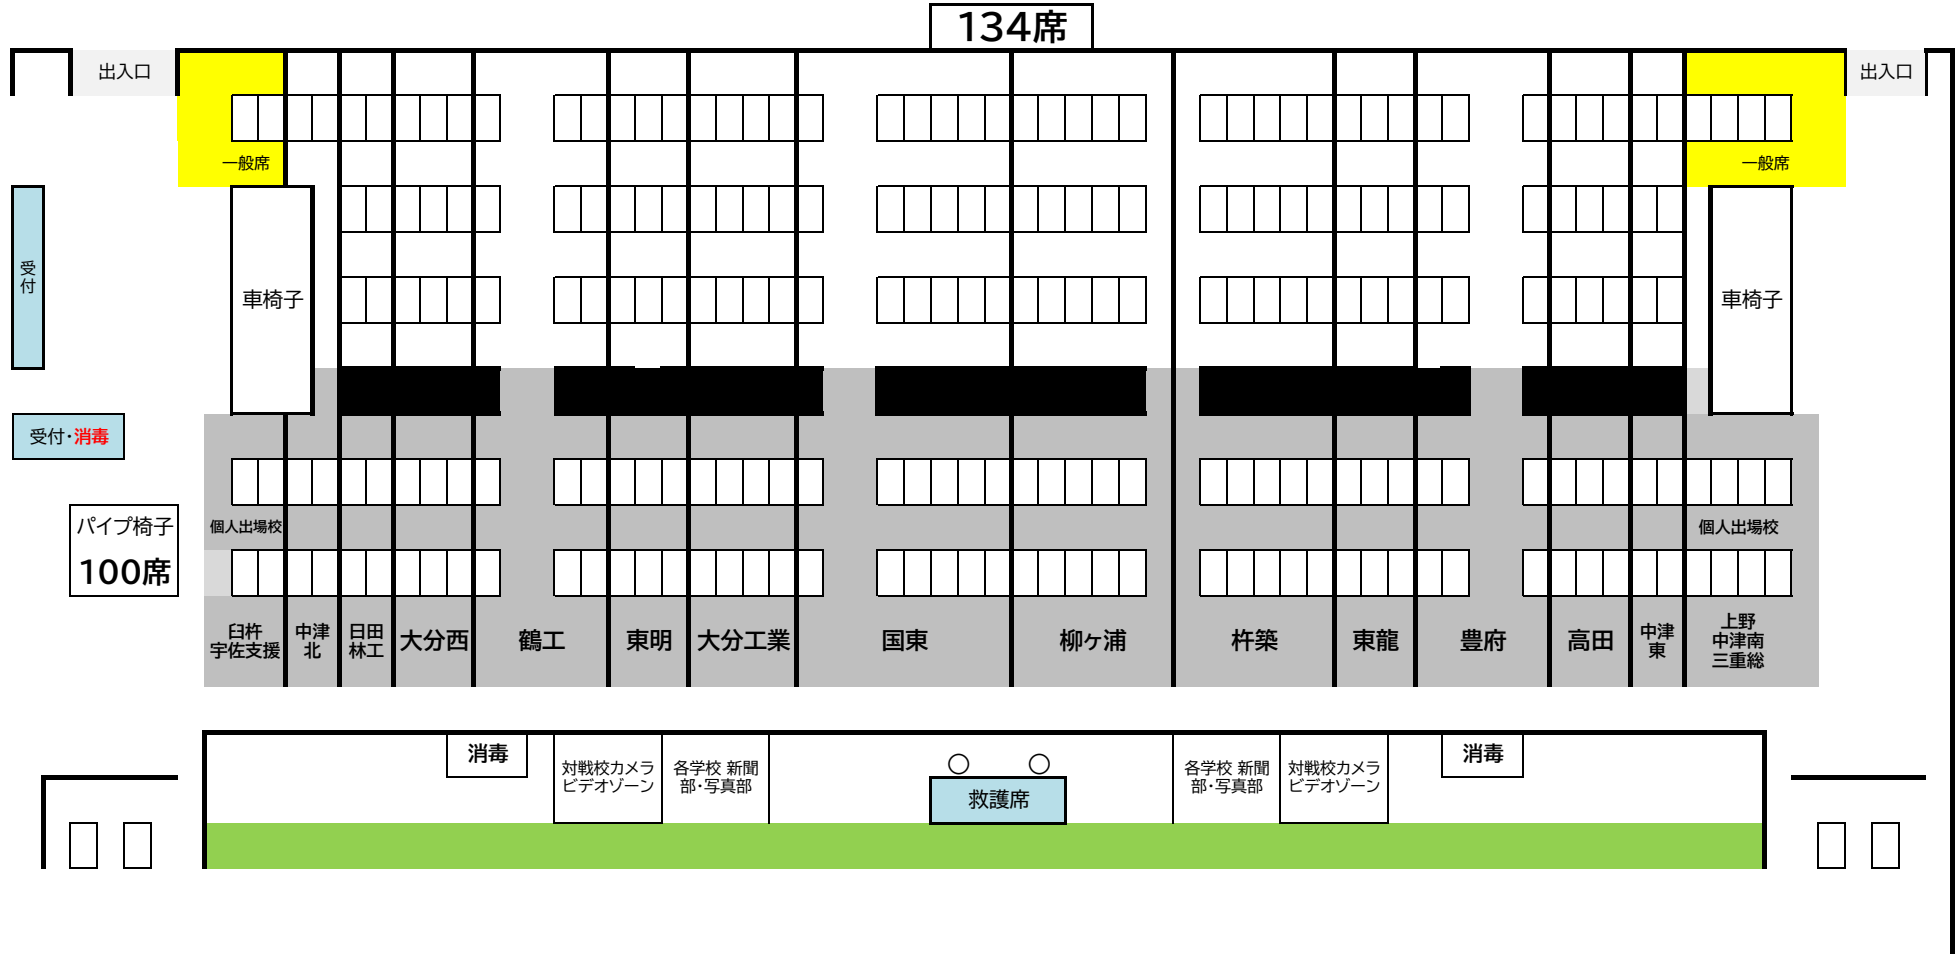 134席
出入口
出入口
一般席
一般席
受
付
車椅子
車椅子
受付・消毒
パイプ椅子
100席
個人出場校
個人出場校
臼杵
宇佐支援
中津
北
日田
林工
大分西
鶴工
東明
大分工業
国東
柳ヶ浦
杵築
東龍
豊府
高田
中津
東
上野
中津南
三重総
消毒
対戦校カメラ
ビデオゾーン
各学校 新聞
部・写真部
救護席
各学校 新聞
部・写真部
対戦校カメラ
ビデオゾーン
消毒